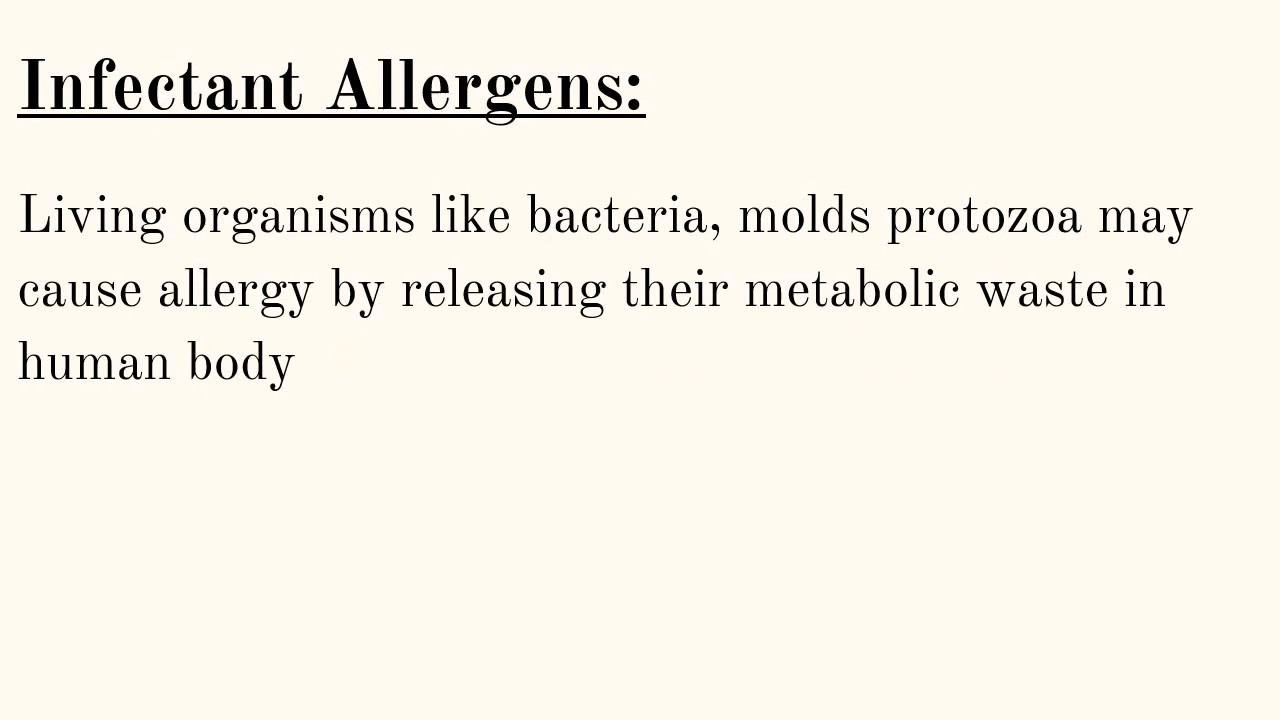 Infectant Allergens:
Living organisms like bacteria, molds protozoa may
cause allergy by releasing their metabolic waste in
human body